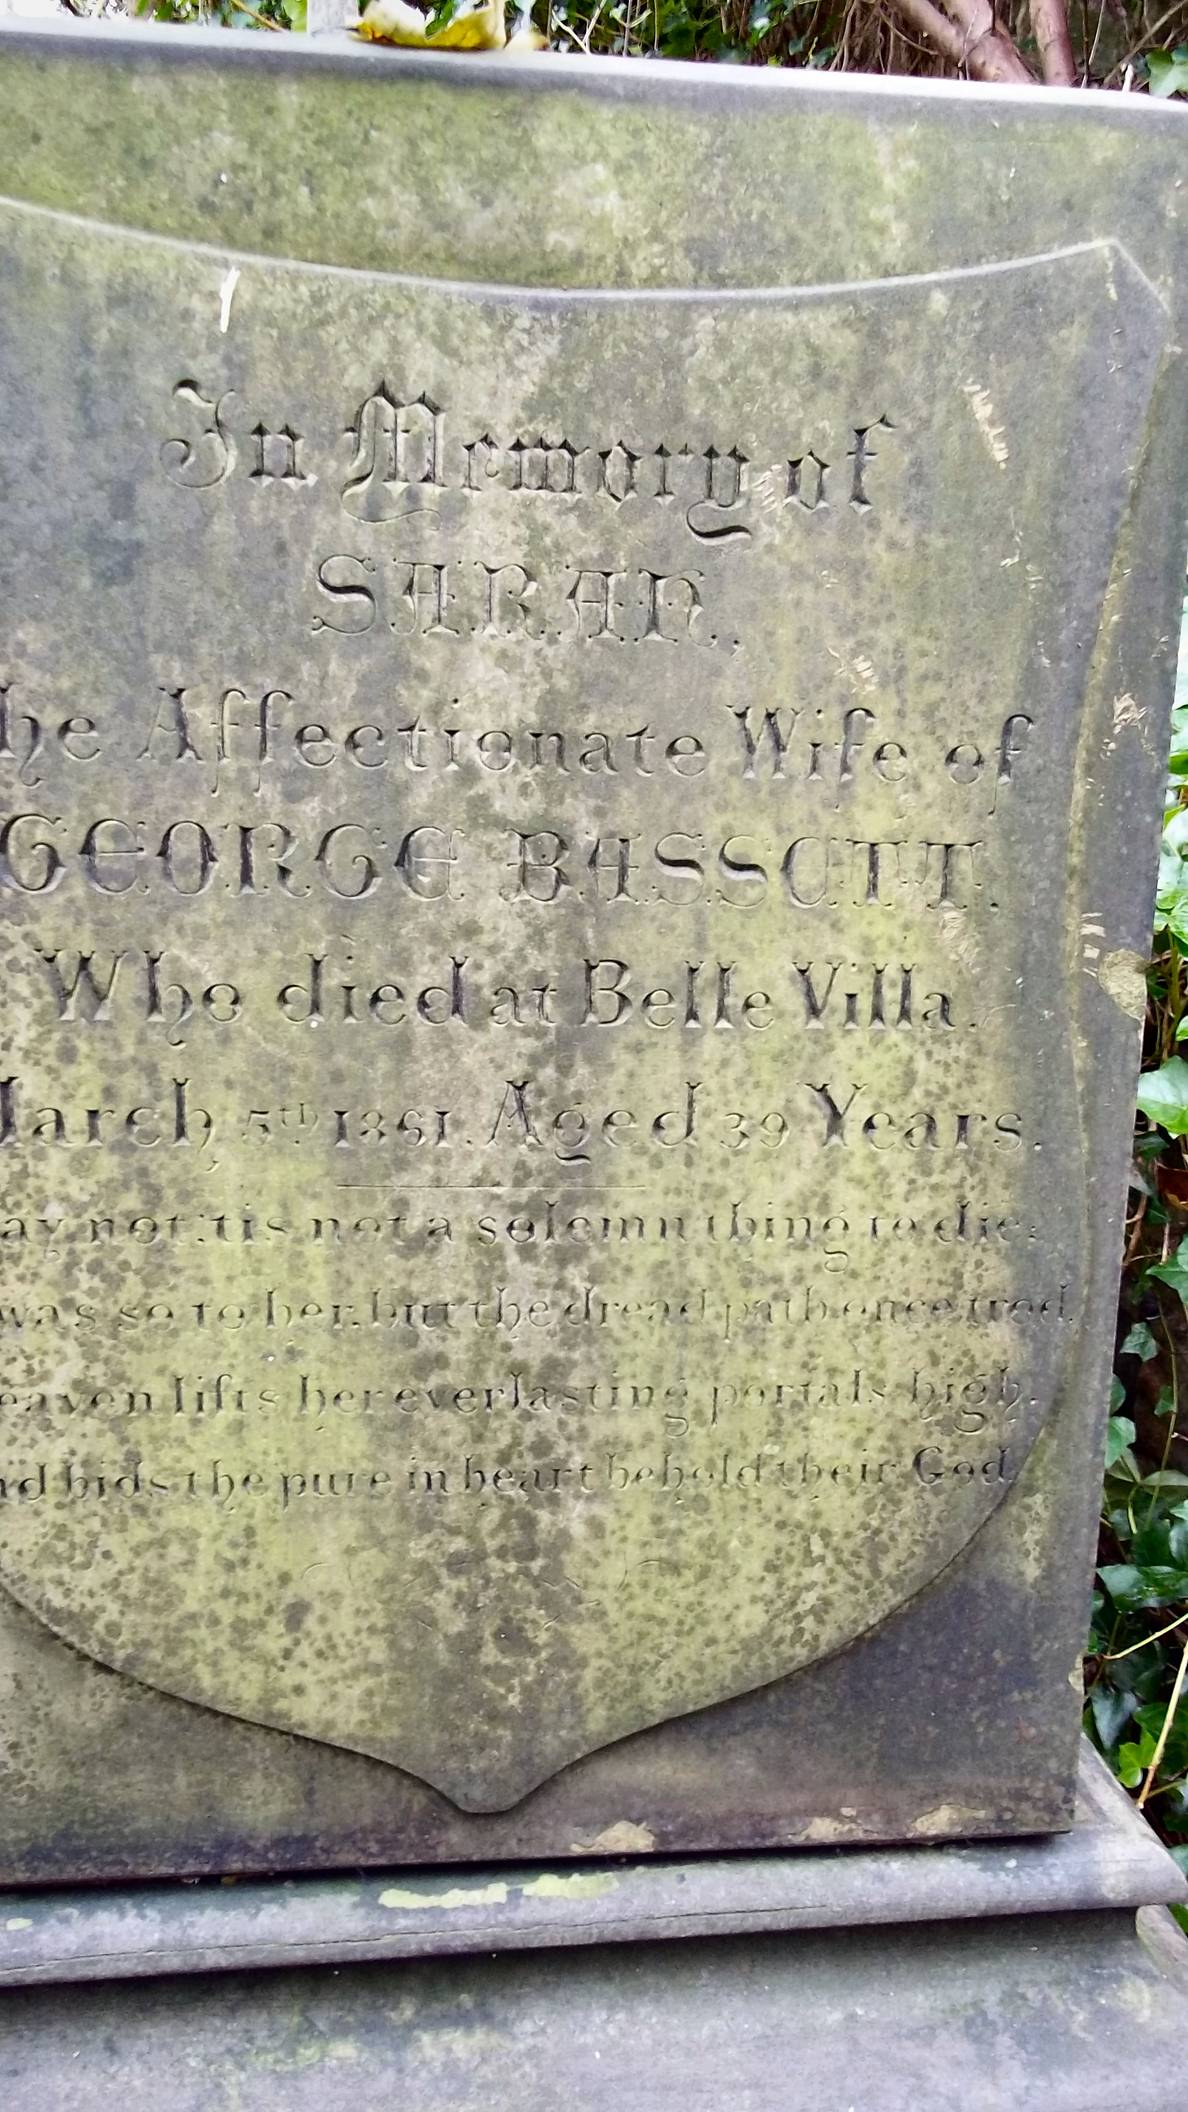 In Memory of
SARAH,
he Affectionate Wife of
GEORGE BASSETT.
Who died at Belle Villa.
March 5th 1861. Aged 39 Years.
ay not:tis not a solemn thing to die:
was so to her, but the dread path once trod.
eaven lifts her everlasting portals high.
nd bids the pure in heart behold their God.